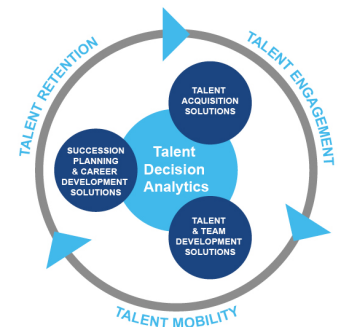 TALENT RETENTION
TALENT ENGAGEMENT
TALENT
ACQUISITION
SOLUTIONS
SUCCESSION
PLANNING
& CAREER
DEVELOPMENT
SOLUTIONS
Talent
Decision
Analytics
TALENT
& TEAM
DEVELOPMENT
SOLUTIONS
TALENT MOBILITY